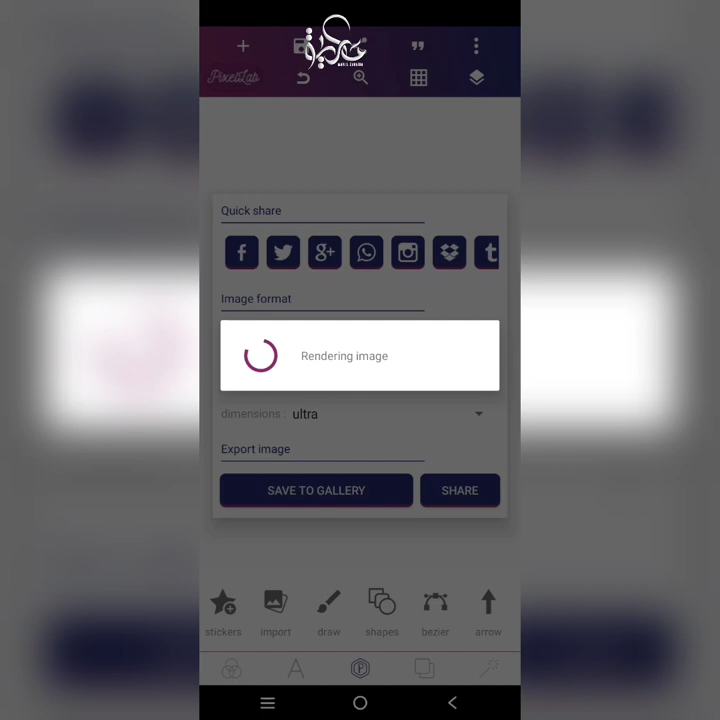 PixelLab
Quick share
Image format
Rendering image
dimensions : ultra
Export image
SAVE TO GALLERY
SHARE
stickers
import
draw
shapes
bezier
arrow